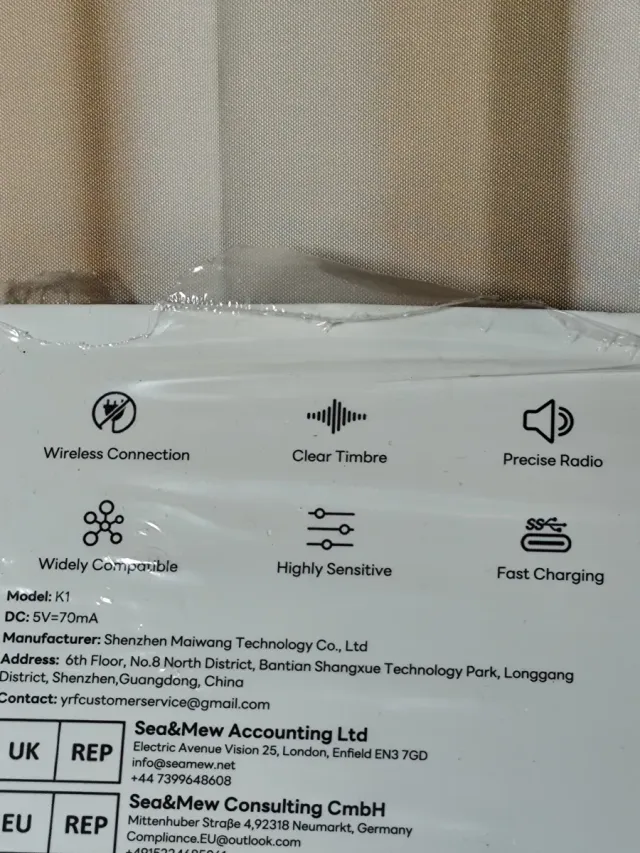 Wireless Connection
Clear Timbre
Precise Radio
Widely Compatible
Highly Sensitive
SS
Fast Charging
Model: K1
DC: 5V=70mA
Manufacturer: Shenzhen Maiwang Technology Co., Ltd
Address: 6th Floor, No.8 North District, Bantian Shangxue Technology Park, Longgang
District, Shenzhen,Guangdong, China
Contact: yrfcustomerservice@gmail.com
UK REP
Sea&Mew Accounting Ltd
Electric Avenue Vision 25, London, Enfield EN3 7GD
info@seamew.net
+44 7399648608
EU REP
Sea&Mew Consulting CmbH
Mittenhuber Straße 4,92318 Neumarkt, Germany
Compliance.EU@outlook.com